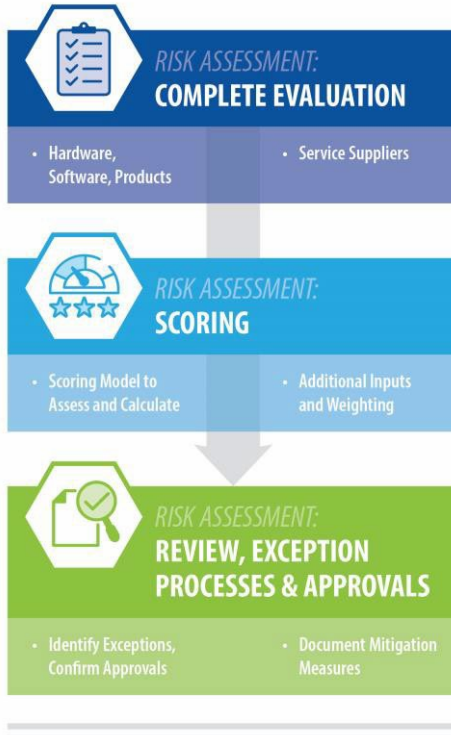 RISK ASSESSMENT:
COMPLETE EVALUATION
• Hardware,
Software, Products
• Service Suppliers
RISK ASSESSMENT:
SCORING
• Scoring Model to
Assess and Calculate
• Additional Inputs
and Weighting
RISK ASSESSMENT:
REVIEW, EXCEPTION
PROCESSES & APPROVALS
• Identify Exceptions,
Confirm Approvals
• Document Mitigation
Measures